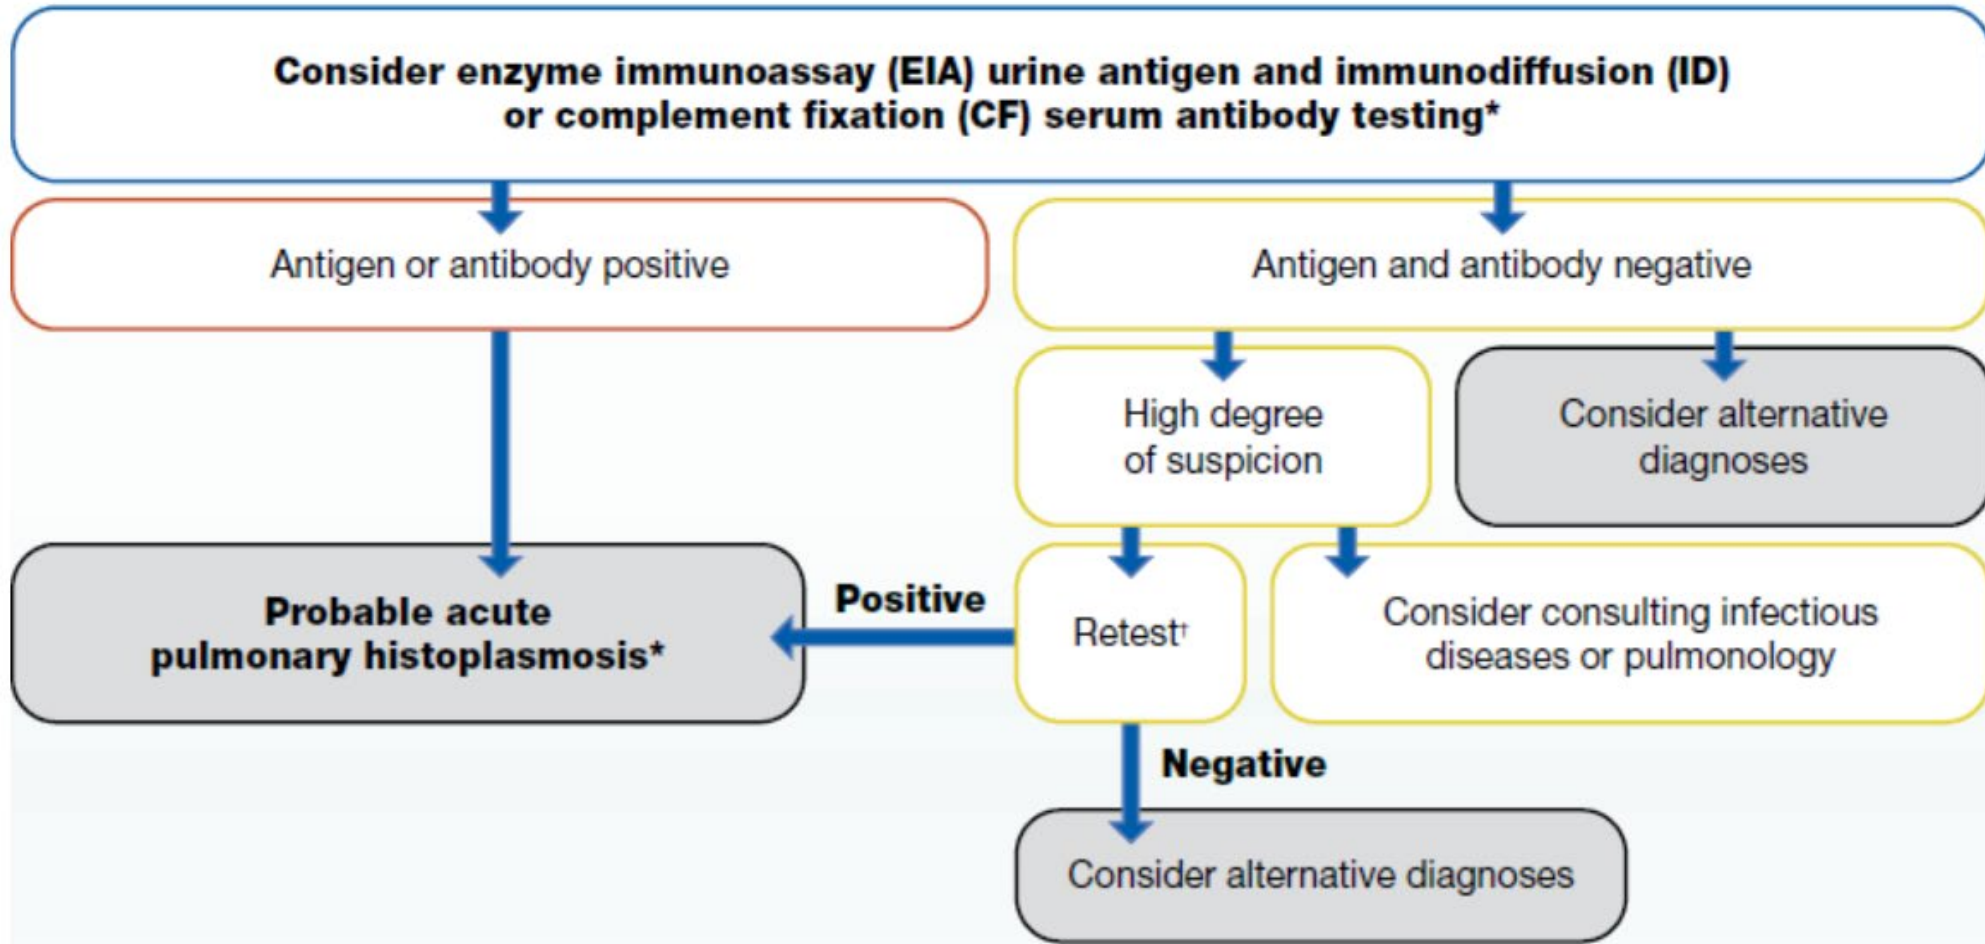 Consider enzyme immunoassay (EIA) urine antigen and immunodiffusion (ID)
or complement fixation (CF) serum antibody testing*
Antigen or antibody positive
Antigen and antibody negative
High degree
of suspicion
Consider alternative
diagnoses
Probable acute
pulmonary histoplasmosis*
Positive
Retest†
Consider consulting infectious
diseases or pulmonology
Negative
Consider alternative diagnoses